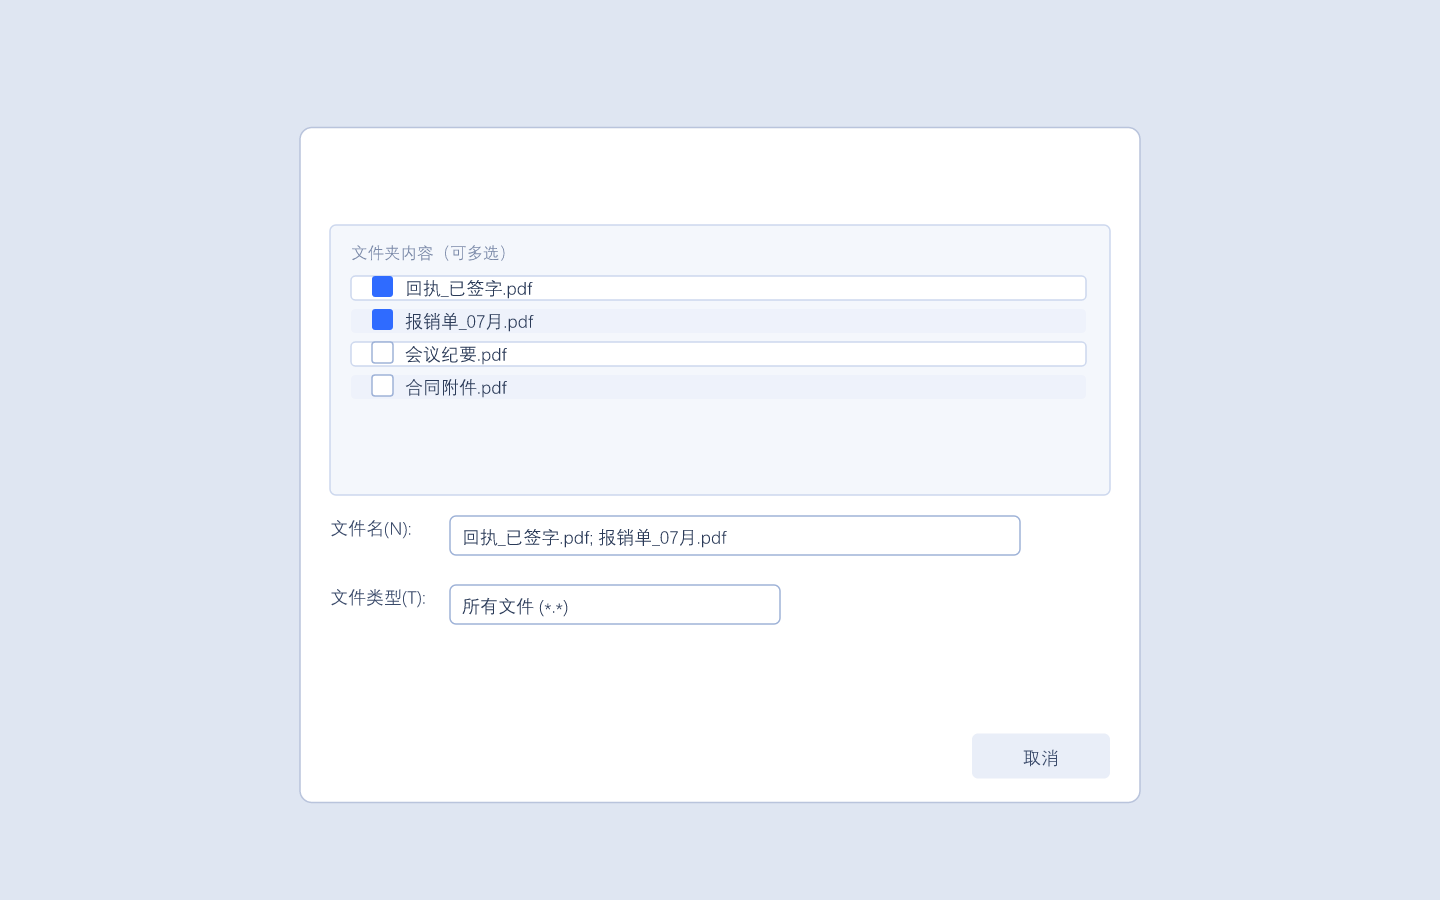 文件夹内容（可多选）
回执_已签字.pdf
报销单_07月.pdf
会议纪要.pdf
合同附件.pdf
文件名(N):
回执_已签字.pdf; 报销单_07月.pdf
文件类型(T):
所有文件 (*.*)
取消